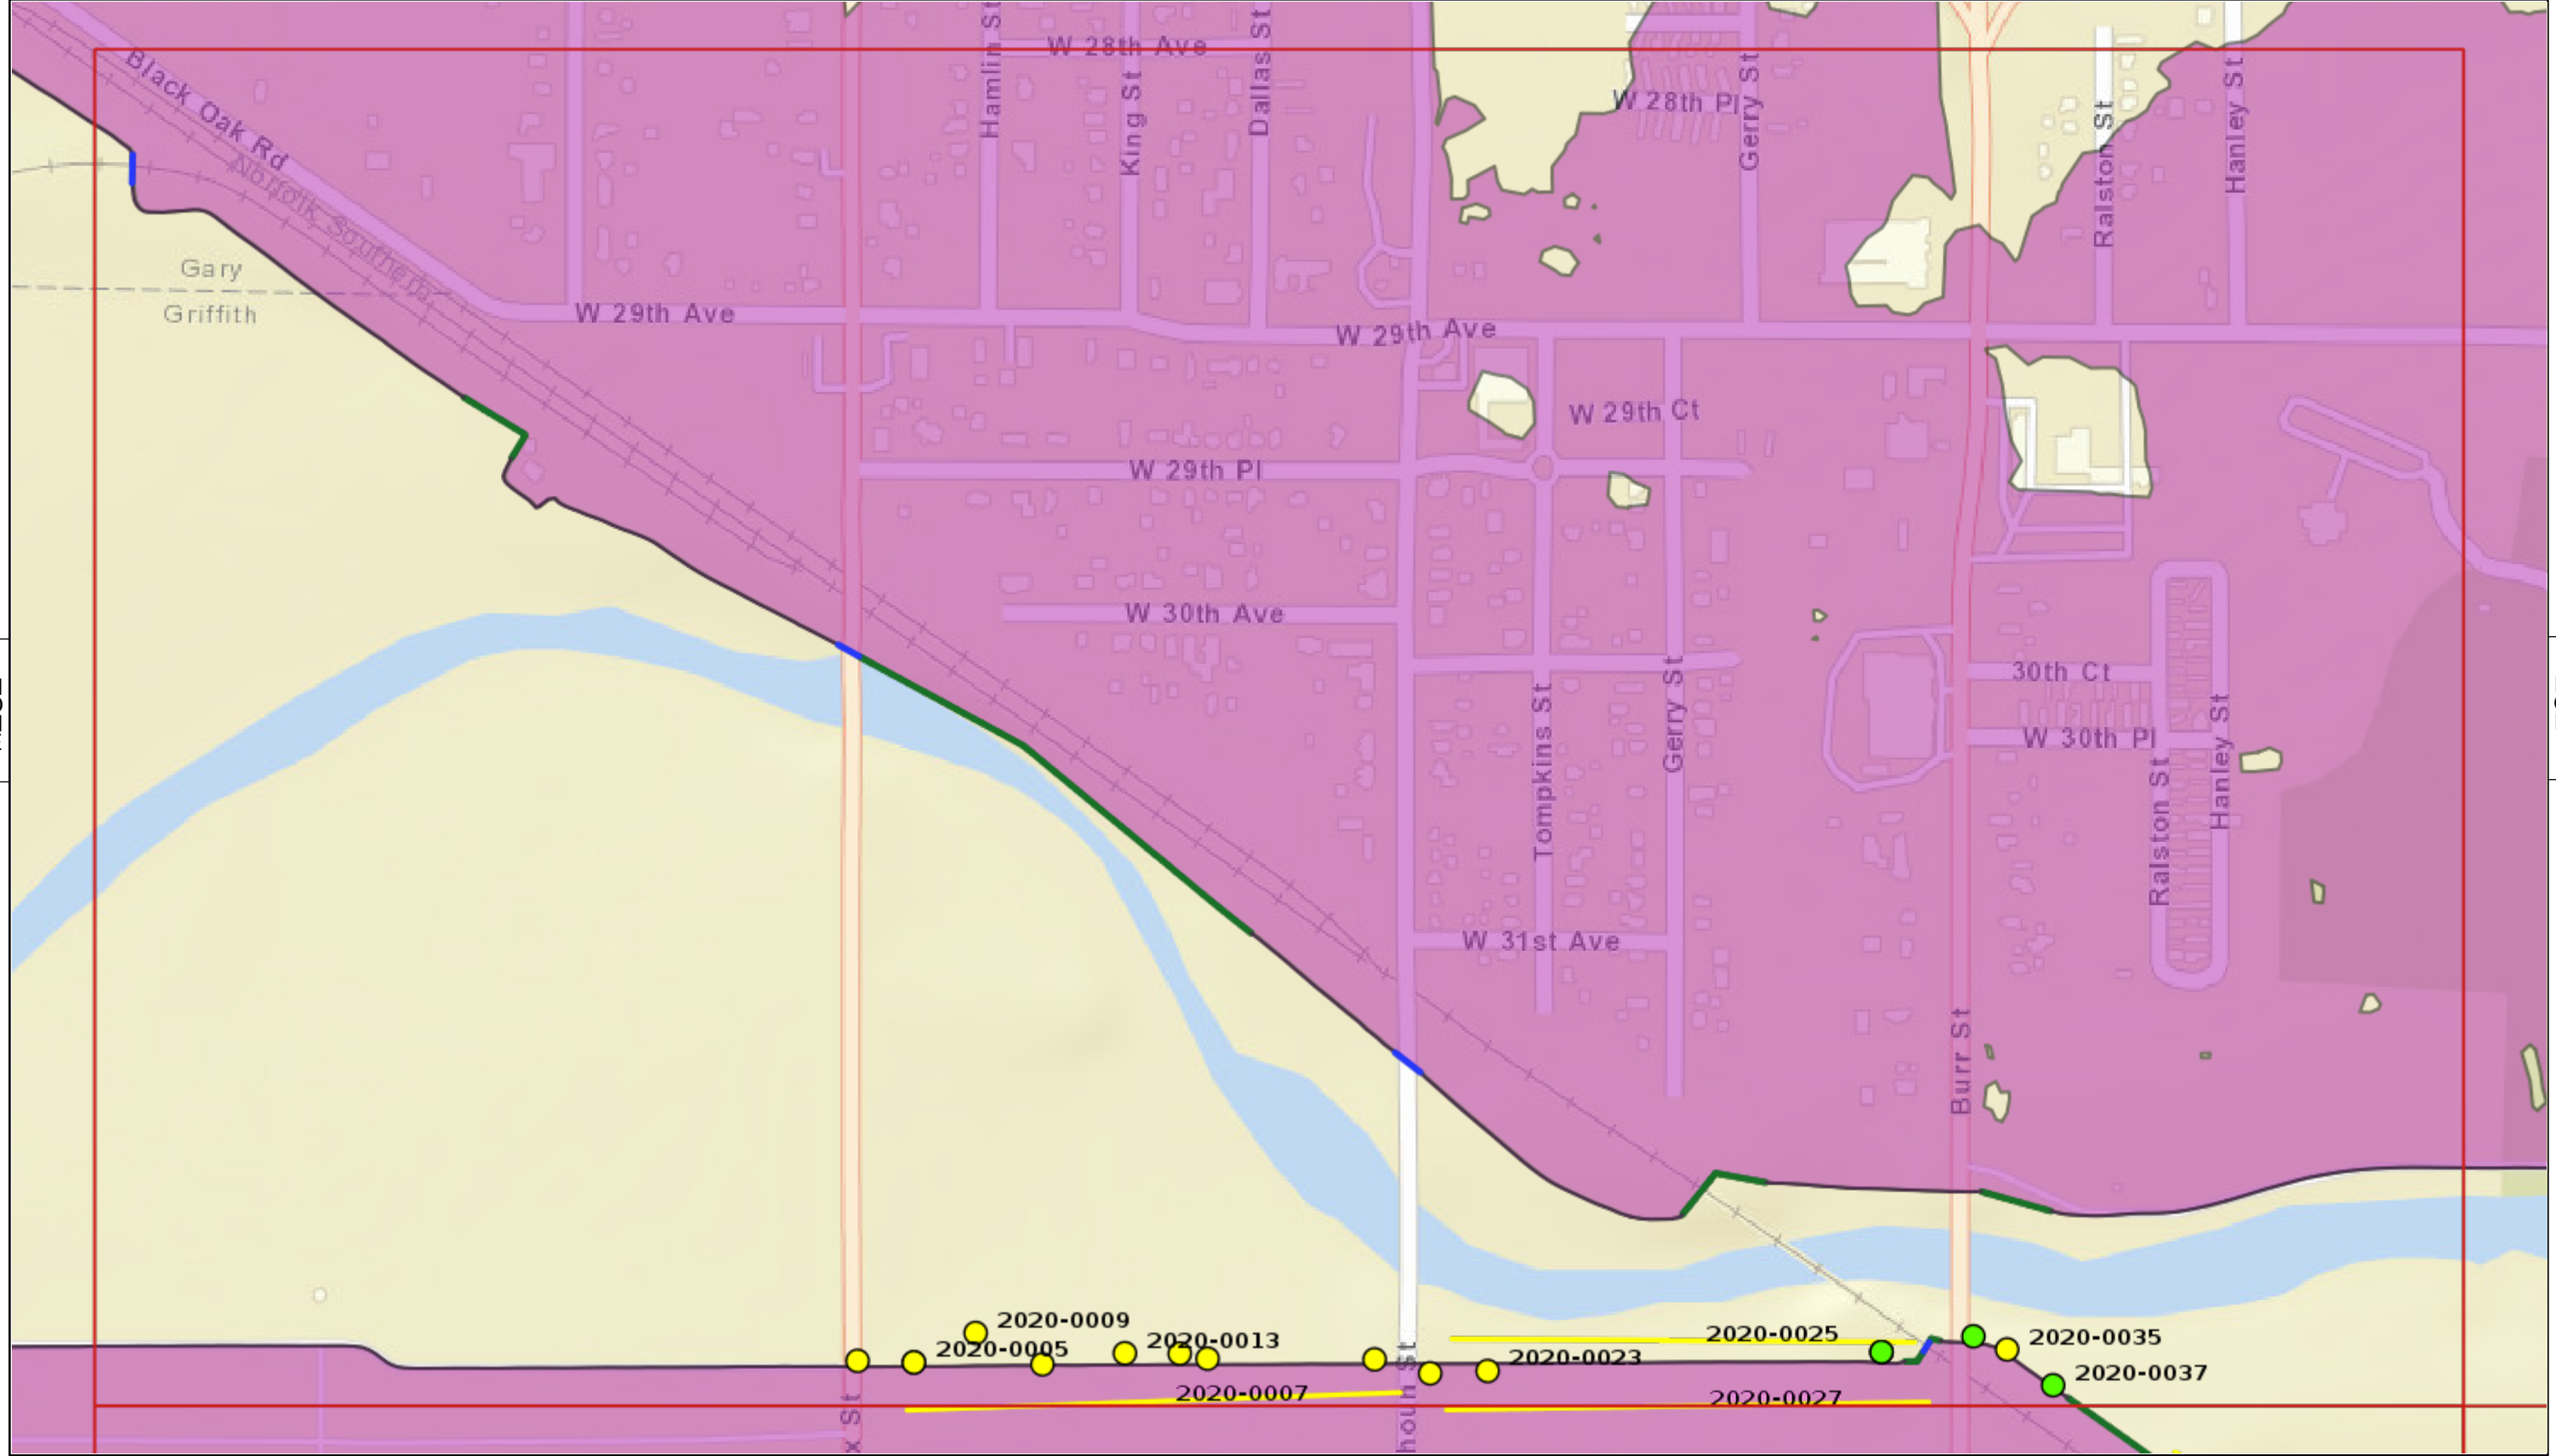 W 28th Ave
Hamlin St
King St
Dallas St
Black Oak Rd
Norfolk Southern
W 28th Pl
Gerry St
Ralston St
Hanley St
Gary
Griffith
W 29th Ave
W 29th Ave
W 29th Ct
W 29th Pl
W 30th Ave
30th Ct
W 30th Pl
Tompkins St
Gerry St
Ralston St
Hanley St
W 31st Ave
Burr St
2020-0009
2020-0005
2020-0013
2020-0025
2020-0035
2020-0023
2020-0037
2020-0007
2020-0027
x St
houn St